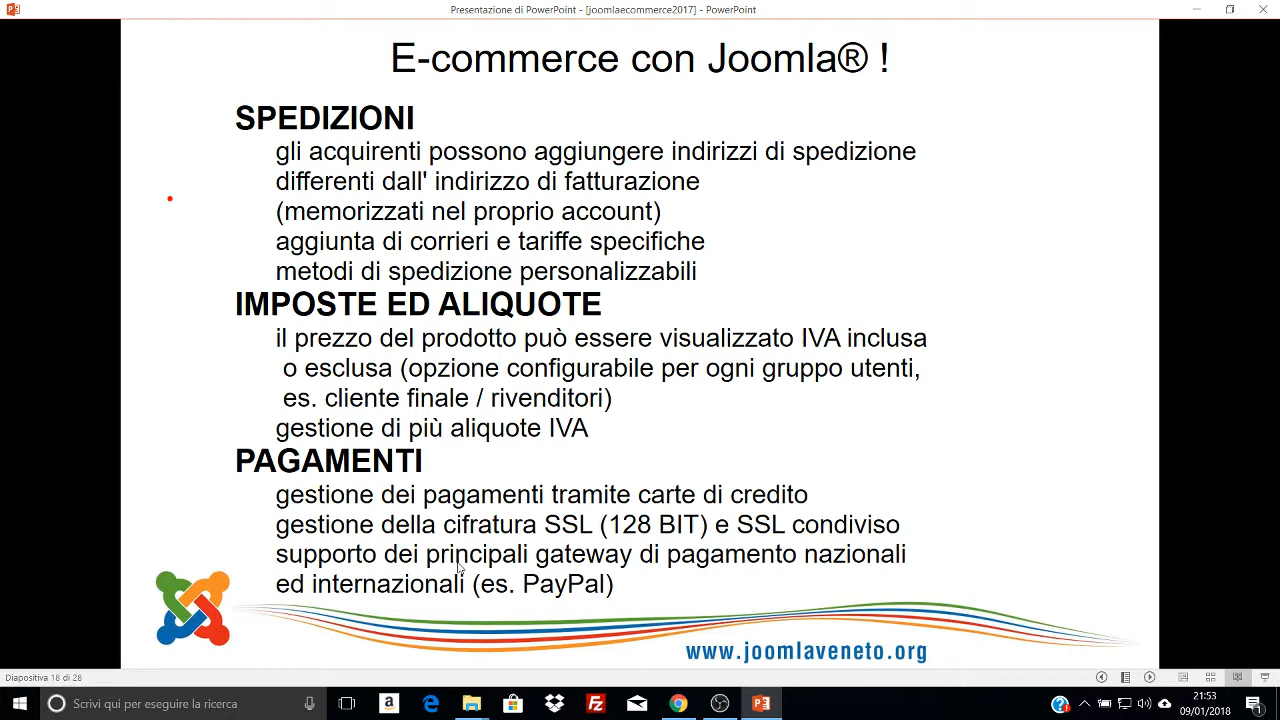 Presentazione di PowerPoint - [joomlaecommerce2017] - PowerPoint
E-commerce con Joomla® !
SPEDIZIONI
gli acquirenti possono aggiungere indirizzi di spedizione
differenti dall' indirizzo di fatturazione
(memorizzati nel proprio account)
aggiunta di corrieri e tariffe specifiche
metodi di spedizione personalizzabili
IMPOSTE ED ALIQUOTE
il prezzo del prodotto può essere visualizzato IVA inclusa
o esclusa (opzione configurabile per ogni gruppo utenti,
es. cliente finale / rivenditori)
gestione di più aliquote IVA
PAGAMENTI
gestione dei pagamenti tramite carte di credito
gestione della cifratura SSL (128 BIT) e SSL condiviso
supporto dei principali gateway di pagamento nazionali
ed internazionali (es. PayPal)
www.joomlaveneto.org
Diapositiva 18 di 28
Scrivi qui per eseguire la ricerca
21:53
09/01/2018
1